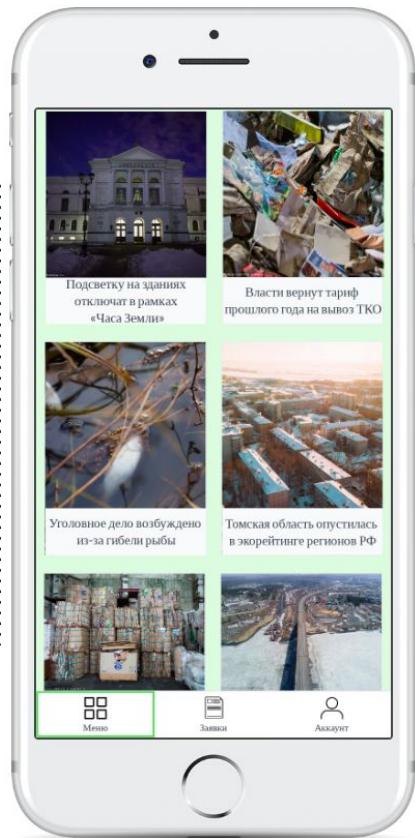 Подсветку на зданиях
отключат в рамках
«Часа Земли»
Власти вернут тариф
прошлого года на вывоз ТКО
Уголовное дело возбуждено
из-за гибели рыбы
Томская область опустилась
в экорейтинге регионов РФ
Меню
Заявки
Аккаунт